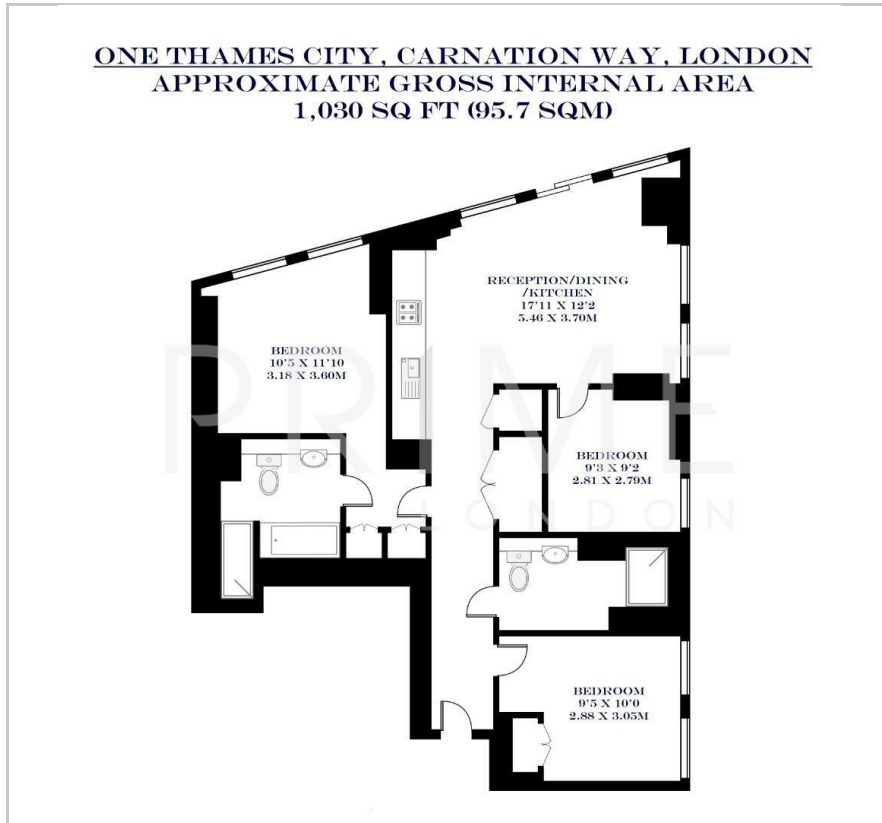 ONE THAMES CITY, CARNATION WAY, LONDON
APPROXIMATE GROSS INTERNAL AREA
1,030 SQ FT (95.7 SQM)
RECEPTION/DINING
/KITCHEN
17'11 X 12'2
5.46 X 3.70M
BEDROOM
10'5 X 11'10
3.18 X 3.60M
PRIME
LONDON
BEDROOM
9'3 X 9'2
2.81 X 2.79M
BEDROOM
9'5 X 10'0
2.88 X 3.05M